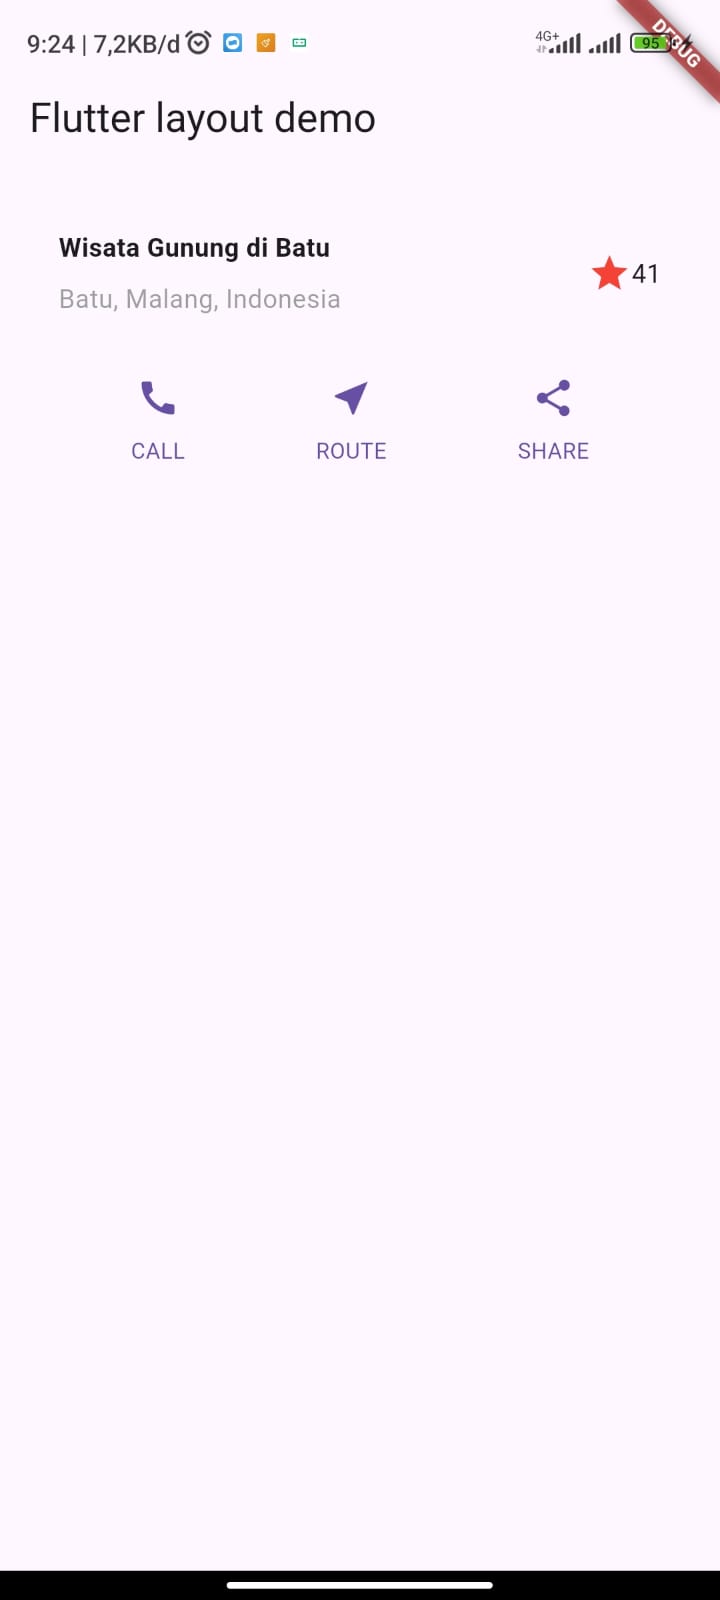 9:24 | 7,2KB/d
4G+
95
DEBUG
Flutter layout demo
Wisata Gunung di Batu
Batu, Malang, Indonesia
41
CALL ROUTE SHARE